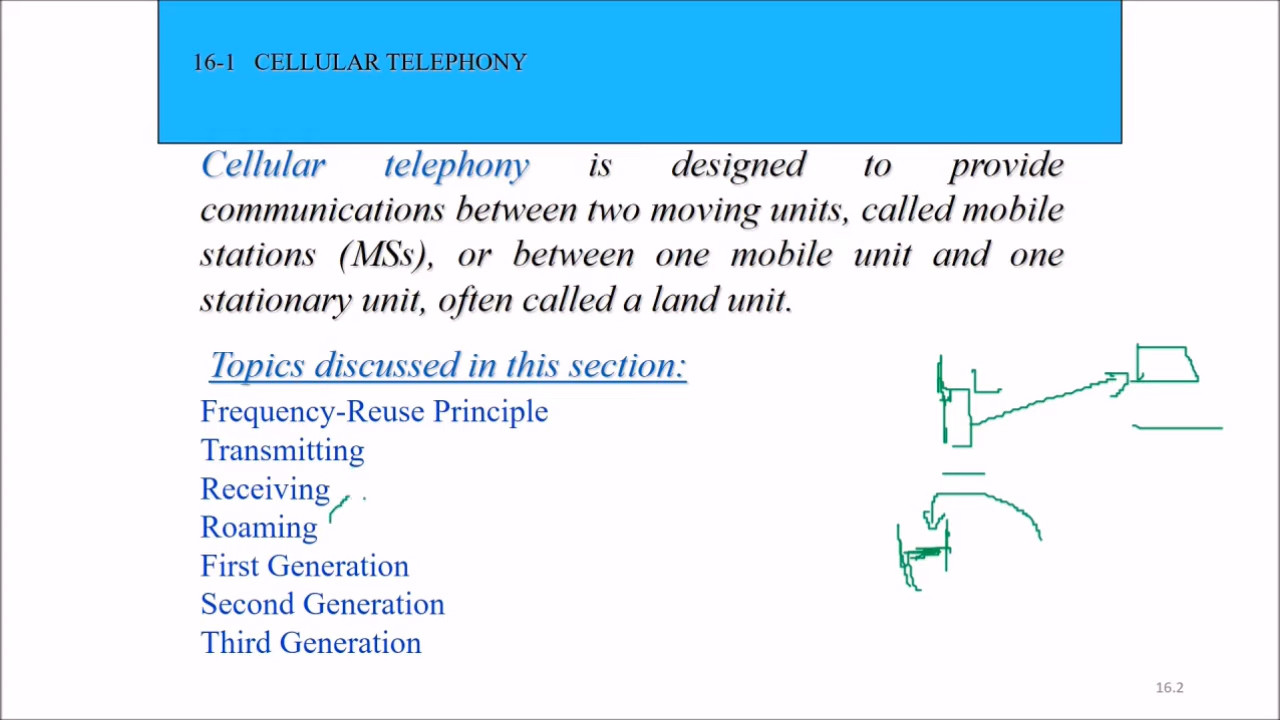 16-1 CELLULAR TELEPHONY
Cellular telephony is designed to provide
communications between two moving units, called mobile
stations (MSs), or between one mobile unit and one
stationary unit, often called a land unit.
Topics discussed in this section:
Frequency-Reuse Principle
Transmitting
Receiving
Roaming
First Generation
Second Generation
Third Generation
16.2